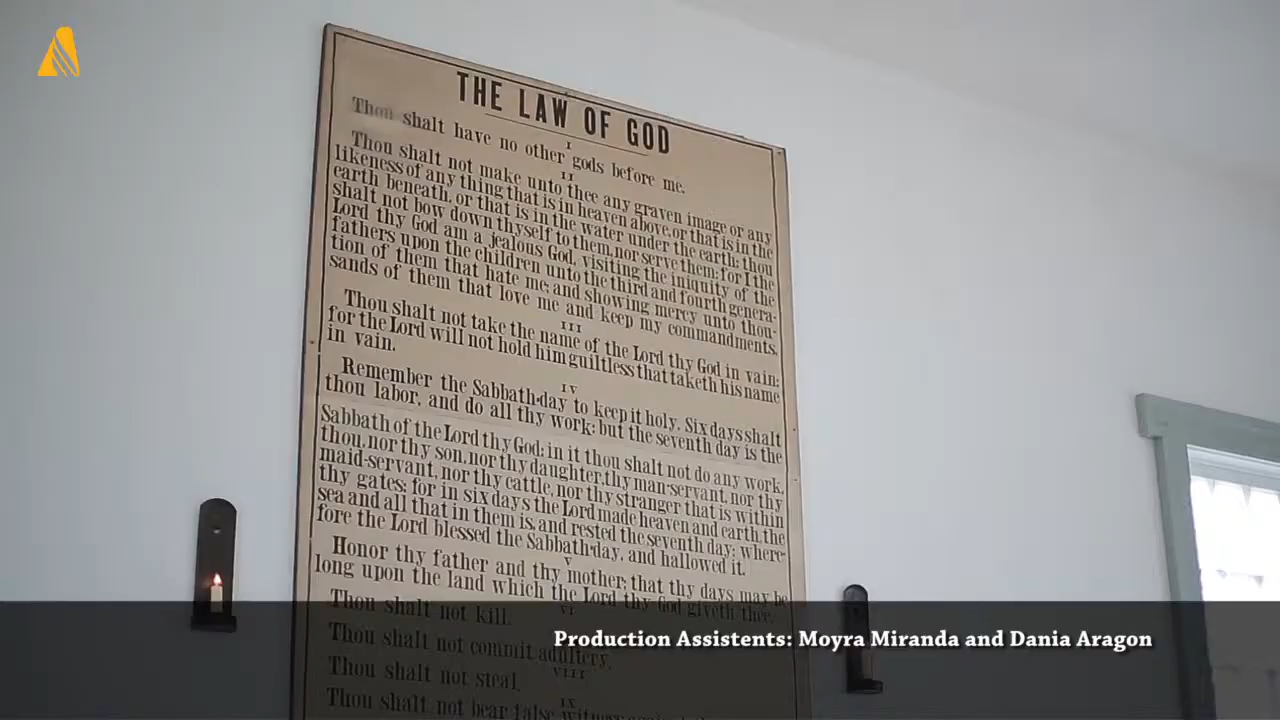 THE LAW OF GOD
I
Thou shalt have no other gods before me.
II
Thou shalt not make unto thee any graven image or any
likeness of any thing that is in heaven above, or that is in the
earth beneath, or that is in the water under the earth: thou
shalt not bow down thyself to them, nor serve them: for I the
Lord thy God am a jealous God, visiting the iniquity of the
fathers upon the children unto the third and fourth genera-
tion of them that hate me; and showing mercy unto thou-
sands of them that love me and keep my commandments.
III
Thou shalt not take the name of the Lord thy God in vain:
for the Lord will not hold him guiltless that taketh his name
in vain.
IV
Remember the Sabbath-day to keep it holy. Six days shalt
thou labor, and do all thy work: but the seventh day is the
Sabbath of the Lord thy God: in it thou shalt not do any work,
thou, nor thy son, nor thy daughter, thy man-servant, nor thy
maid-servant, nor thy cattle, nor thy stranger that is within
thy gates: for in six days the Lord made heaven and earth, the
sea and all that in them is, and rested the seventh day: where-
fore the Lord blessed the Sabbath-day, and hallowed it.
V
Honor thy father and thy mother: that thy days may be
long upon the land which the Lord thy God giveth thee.
VI
Thou shalt not kill.
Thou shalt not commit adultery.
VIII
Thou shalt not steal.
IX
Thou shalt not bear false witness
Production Assistents: Moyra Miranda and Dania Aragon